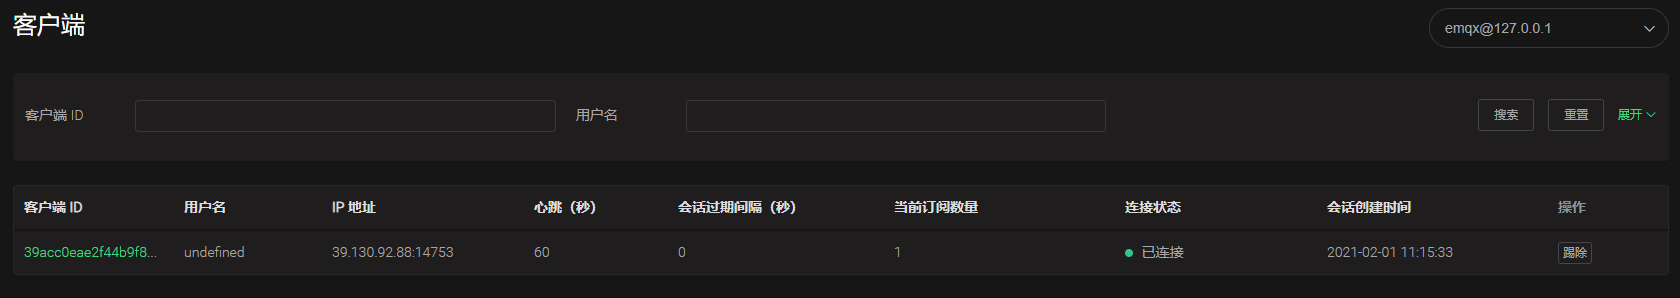 客户端
emqx@127.0.0.1
客户端 ID
用户名
搜索
重置
展开
客户端 ID 用户名 IP 地址 心跳（秒） 会话过期间隔（秒） 当前订阅数量 连接状态 会话创建时间 操作
39acc0eae2f44b9f8... undefined 39.130.92.88:14753 60 0 1 已连接 2021-02-01 11:15:33 踢除